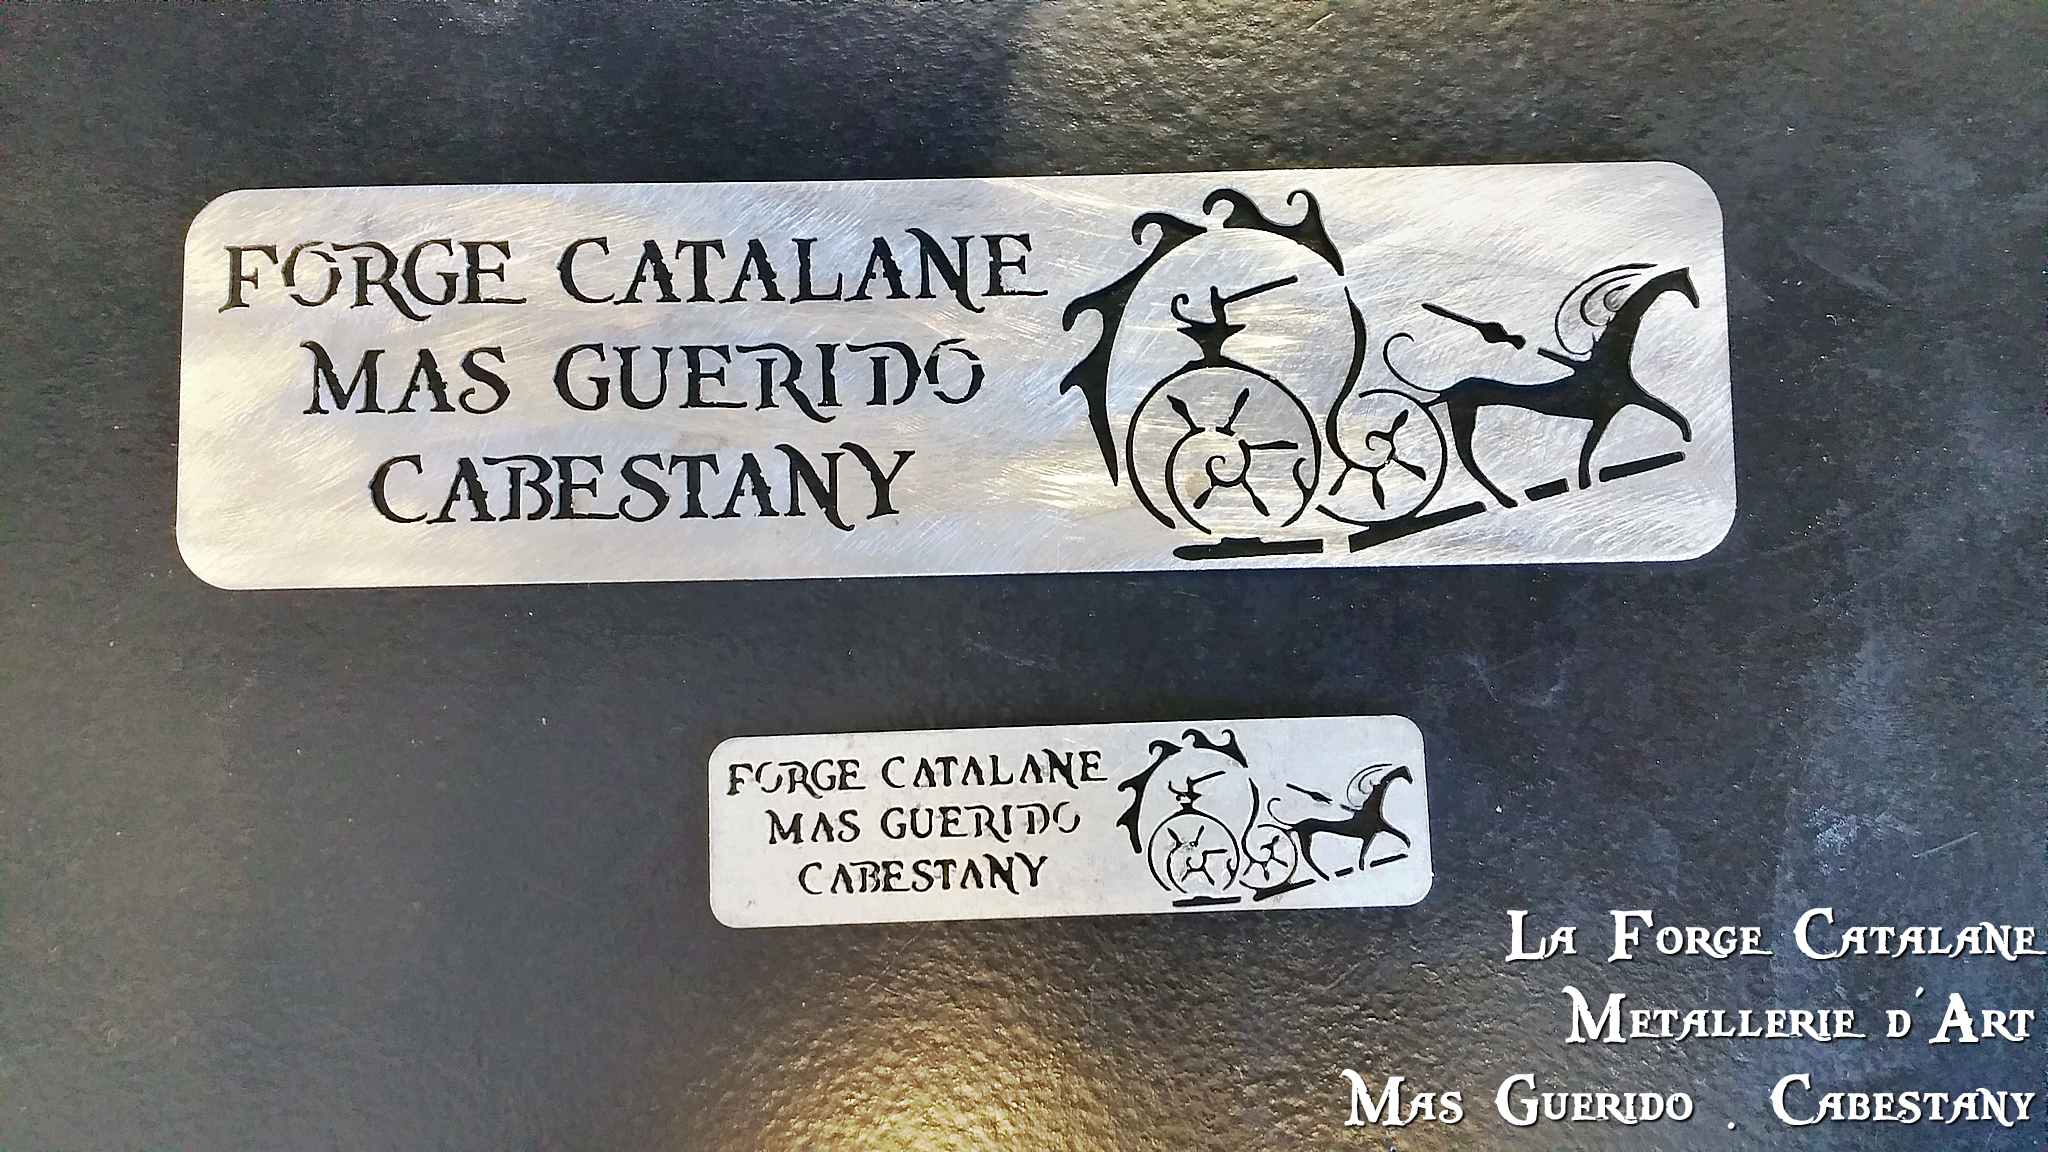 FORGE CATALANE
MAS GUERIDO
CABESTANY
FORGE CATALANE
MAS GUERIDO
CABESTANY
La Forge Catalane
Metallerie d'Art
Mas Guerido . Cabestany